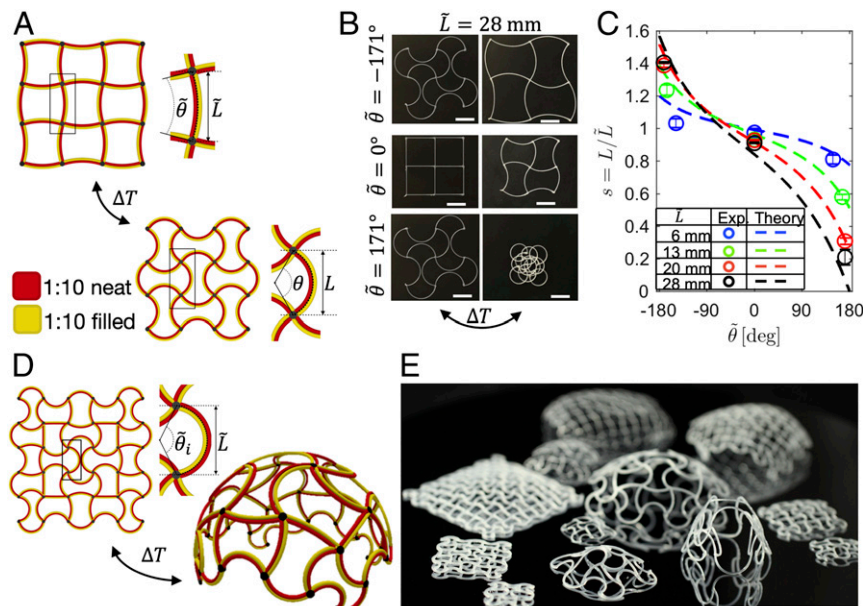 A
θ̃
L̃
ΔT
1:10 neat
1:10 filled
θ
L
B
L̃ = 28 mm
θ̃ = −171°
θ̃ = 0°
θ̃ = 171°
ΔT
C
s = L/L̃
1.6
1.4
1.2
1
0.8
0.6
0.4
0.2
0
L̃ Exp. Theory
6 mm
13 mm
20 mm
28 mm
-180 -90 0 90 180
θ̃ [deg]
D
θ̃ᵢ
L̃
ΔT
E